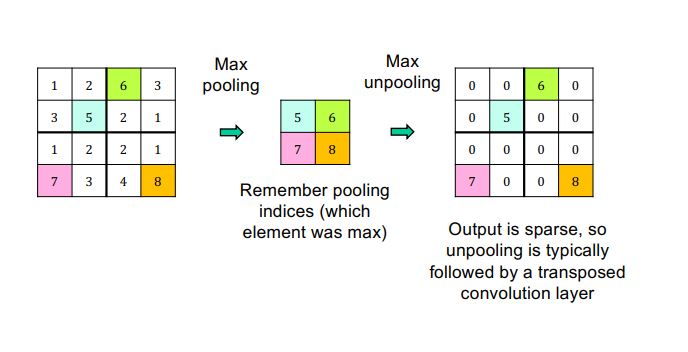 Max
pooling
Max
unpooling
1 2 6 3
3 5 2 1
1 2 2 1
7 3 4 8
5 6
7 8
Remember pooling
indices (which
element was max)
0 0 6 0
0 5 0 0
0 0 0 0
7 0 0 8
Output is sparse, so
unpooling is typically
followed by a transposed
convolution layer